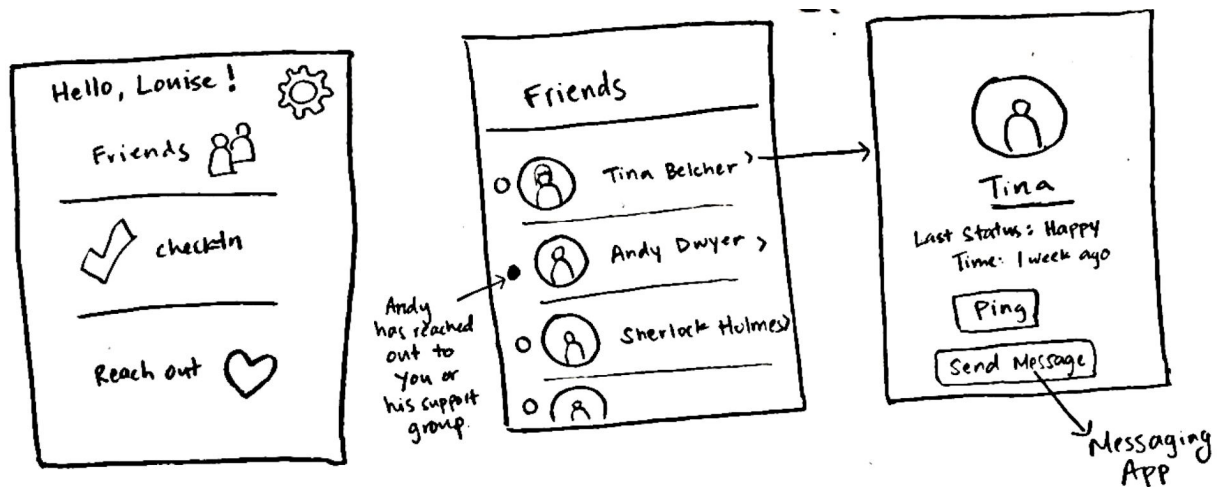 Hello, Louise!
Friends
checkIn
Reach out
Friends
Tina Belcher
Andy Dwyer
Sherlock Holmes
Andy
has reached
out to
you or
his support
group.
Tina
Last Status: Happy
Time: 1 week ago
Ping
Send Message
Messaging
App